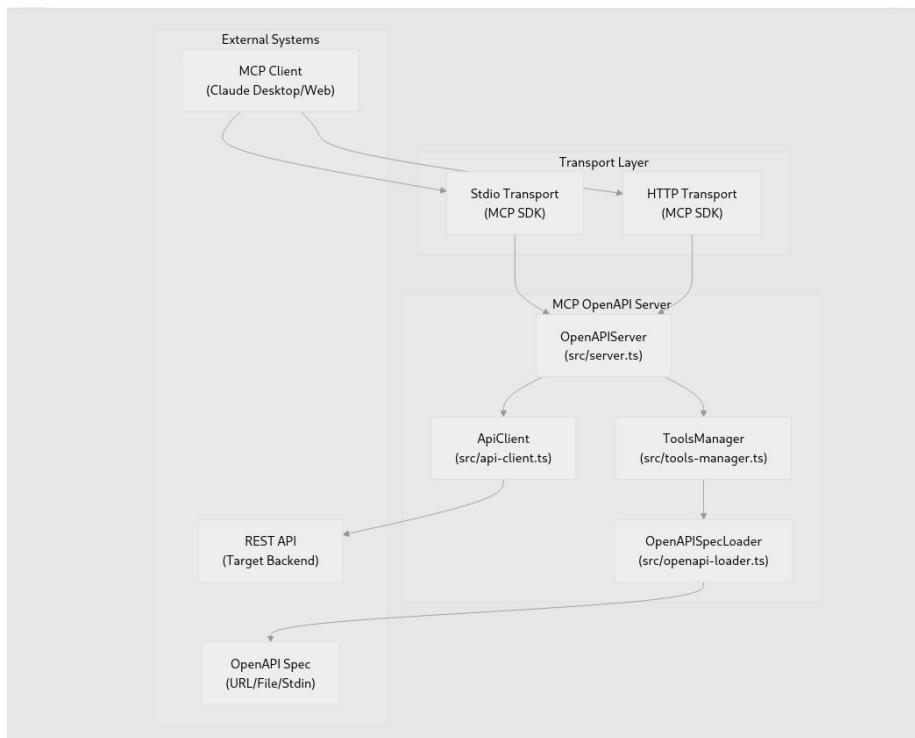 External Systems
MCP Client
(Claude Desktop/Web)
Transport Layer
Stdio Transport
(MCP SDK)
HTTP Transport
(MCP SDK)
MCP OpenAPI Server
OpenAPIServer
(src/server.ts)
ApiClient
(src/api-client.ts)
ToolsManager
(src/tools-manager.ts)
REST API
(Target Backend)
OpenAPISpecLoader
(src/openapi-loader.ts)
OpenAPI Spec
(URL/File/Stdin)